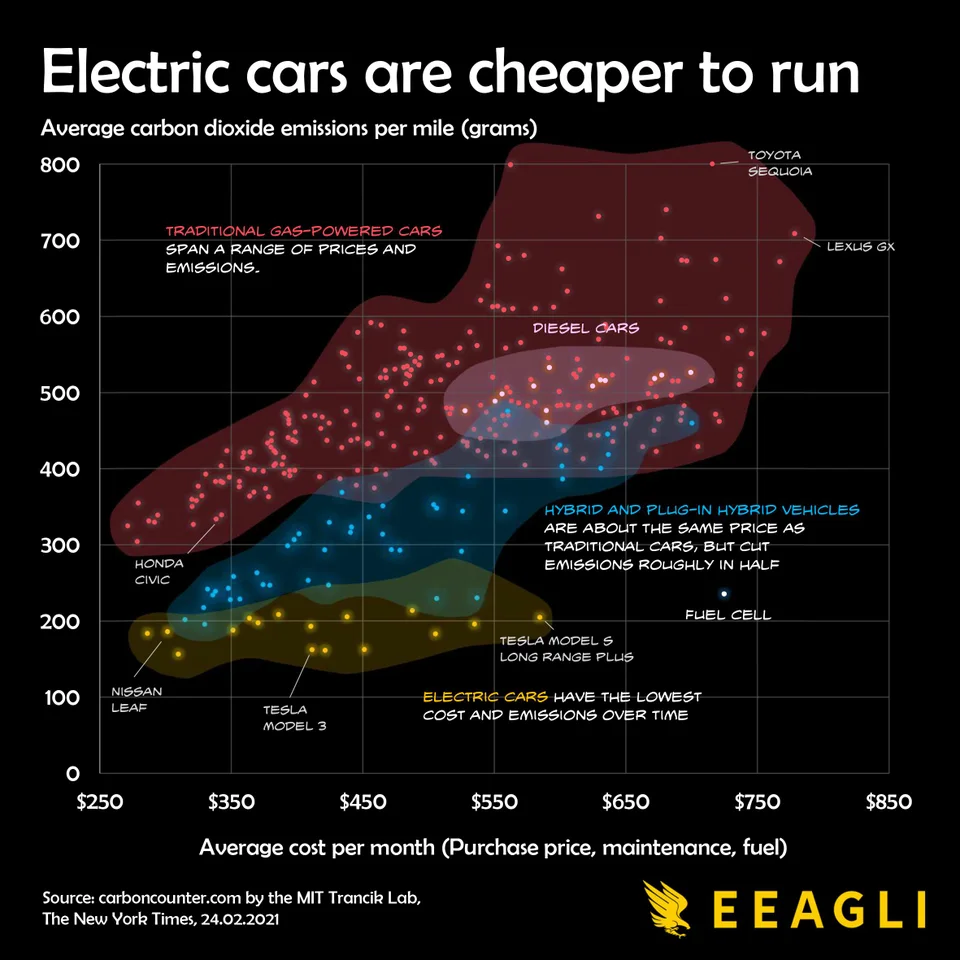 Electric cars are cheaper to run
Average carbon dioxide emissions per mile (grams)
800
TOYOTA
SEQUOIA
TRADITIONAL GAS-POWERED CARS
SPAN A RANGE OF PRICES AND
EMISSIONS.
700
LEXUS GX
600
DIESEL CARS
500
400
HYBRID AND PLUG-IN HYBRID VEHICLES
ARE ABOUT THE SAME PRICE AS
TRADITIONAL CARS, BUT CUT
EMISSIONS ROUGHLY IN HALF
300
HONDA
CIVIC
FUEL CELL
200
TESLA MODEL S
LONG RANGE PLUS
NISSAN
LEAF
TESLA
MODEL 3
100
ELECTRIC CARS HAVE THE LOWEST
COST AND EMISSIONS OVER TIME
0
$250 $350 $450 $550 $650 $750 $850
Average cost per month (Purchase price, maintenance, fuel)
Source: carboncounter.com by the MIT Trancik Lab,
The New York Times, 24.02.2021
EEAGLI